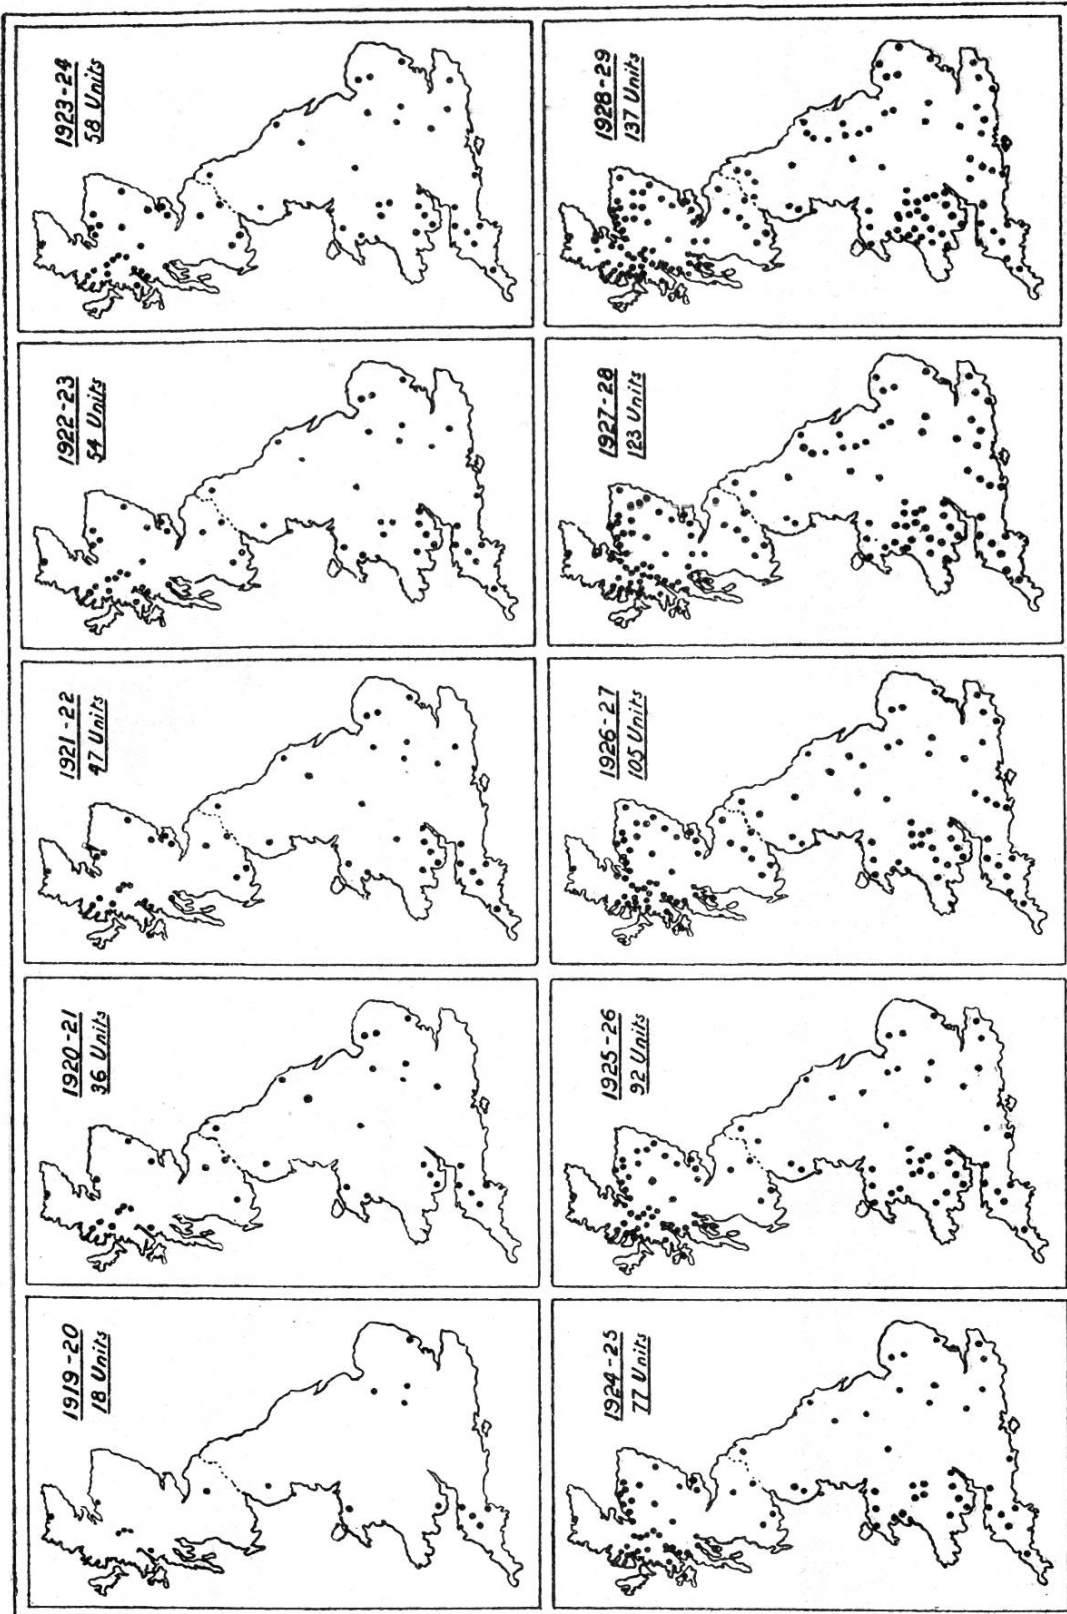 1919-20
18 Units
1920-21
36 Units
1921-22
47 Units
1922-23
54 Units
1923-24
58 Units
1924-25
77 Units
1925-26
92 Units
1926-27
105 Units
1927-28
123 Units
1928-29
137 Units